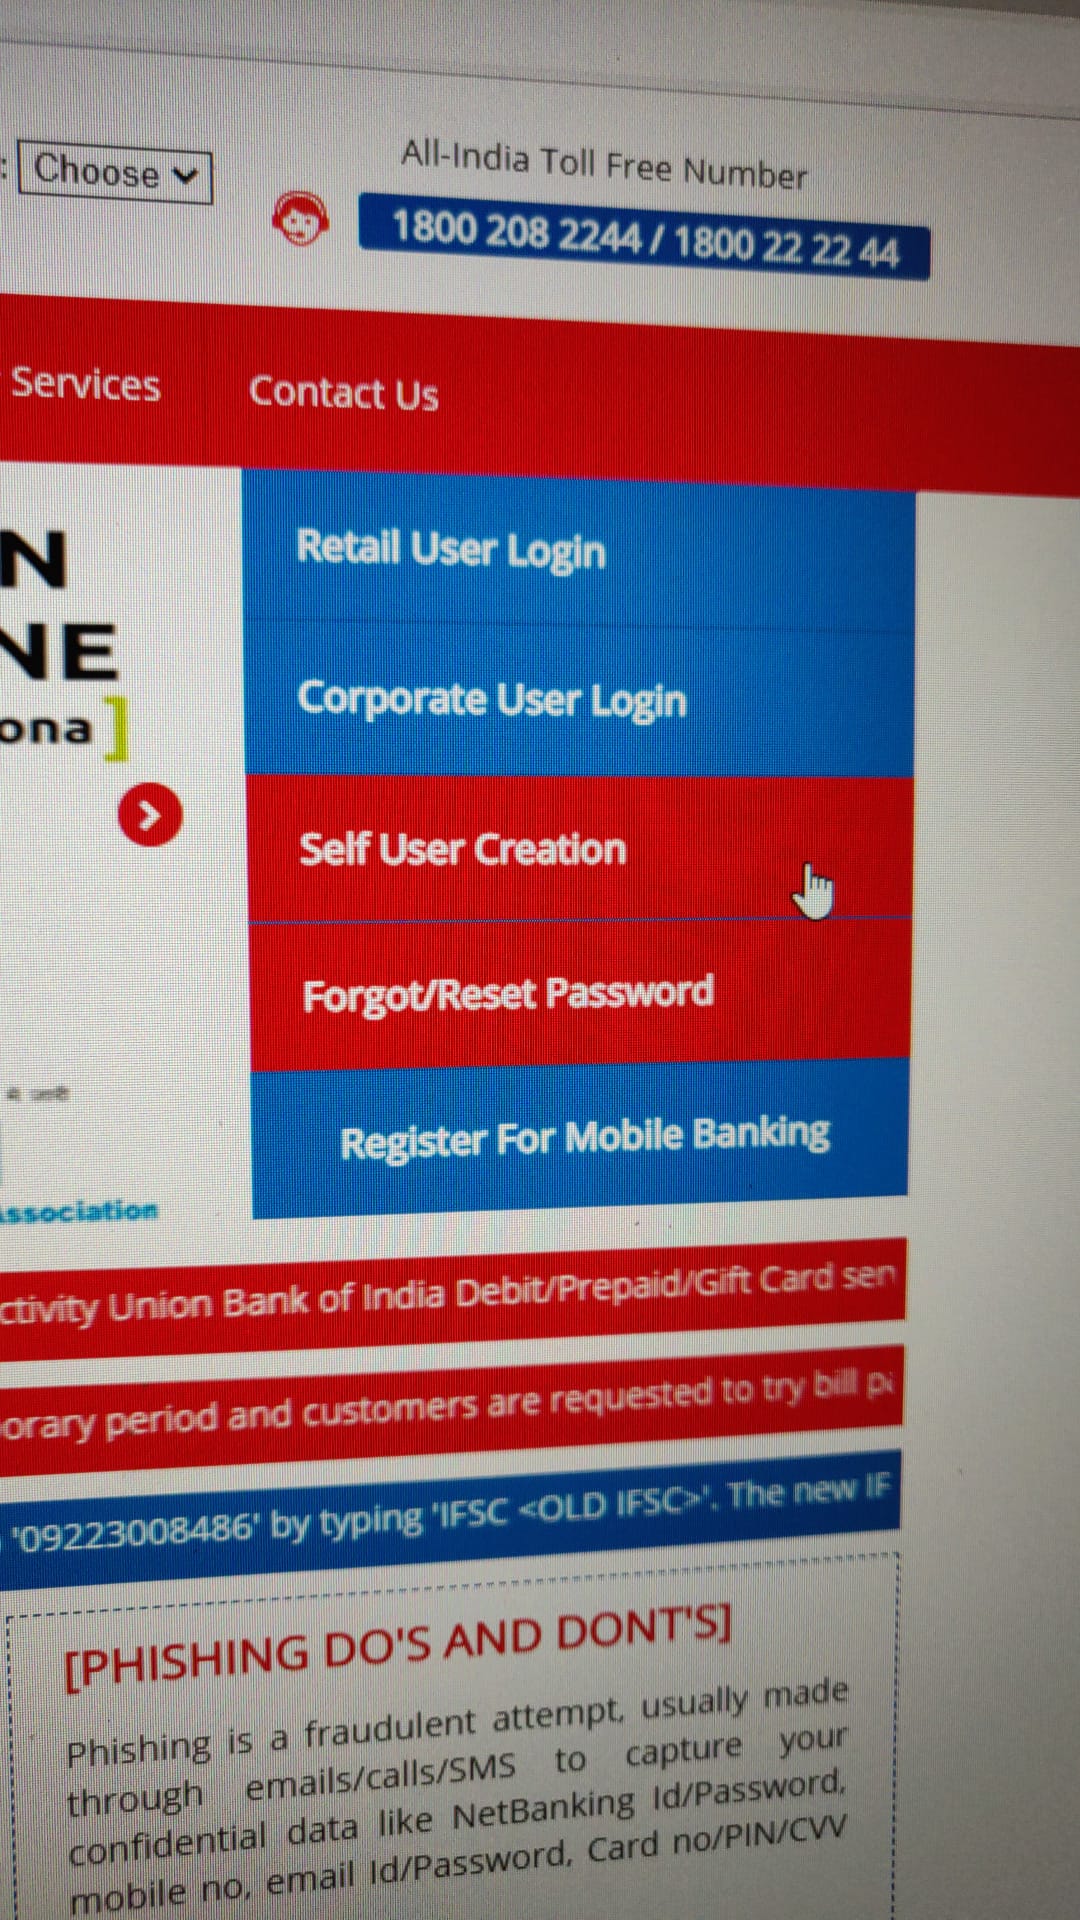 : Choose
All-India Toll Free Number
1800 208 2244 / 1800 22 22 44
Services
Contact Us
N
NE
ona ]
Retail User Login
Corporate User Login
Self User Creation
Forgot/Reset Password
Register For Mobile Banking
ssociation
ctivity Union Bank of India Debit/Prepaid/Gift Card sen
orary period and customers are requested to try bill pa
'09223008486' by typing 'IFSC <OLD IFSC>'. The new IF
[PHISHING DO'S AND DONT'S]
Phishing is a fraudulent attempt, usually made
through emails/calls/SMS to capture your
confidential data like NetBanking Id/Password,
mobile no, email Id/Password, Card no/PIN/CVV